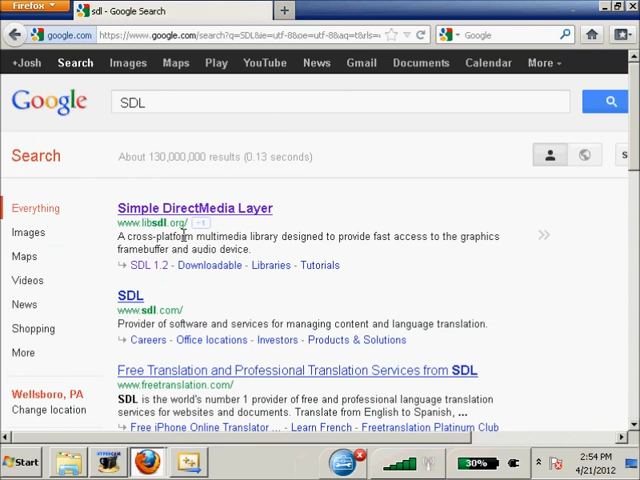 Firefox
sdl - Google Search
google.com https://www.google.com/search?q=SDL&ie=utf-8&oe=utf-8&aq=t&rls= Google
+Josh Search Images Maps Play YouTube News Gmail Documents Calendar More
Google SDL
Search About 130,000,000 results (0.13 seconds) S
Everything
Images
Maps
Videos
News
Shopping
More
Wellsboro, PA
Change location
Simple DirectMedia Layer
www.libsdl.org/ +1
A cross-platform multimedia library designed to provide fast access to the graphics
framebuffer and audio device.
SDL 1.2 - Downloadable - Libraries - Tutorials
SDL
www.sdl.com/
Provider of software and services for managing content and language translation.
Careers - Office locations - Investors - Products & Solutions
Free Translation and Professional Translation Services from SDL
www.freetranslation.com/
SDL is the world's number 1 provider of free and professional language translation
services for websites and documents. Translate from English to Spanish, ...
Free iPhone Online Translator ... - Learn French - Freetranslation Platinum Club
Start HYPERCAM 30% 2:54 PM
4/21/2012